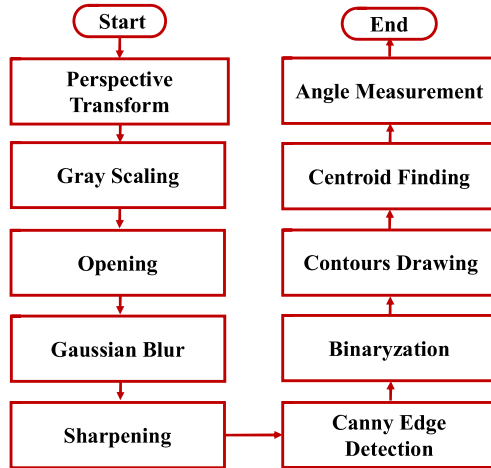 Start
Perspective
Transform
Gray Scaling
Opening
Gaussian Blur
Sharpening
Canny Edge
Detection
Binaryzation
Contours Drawing
Centroid Finding
Angle Measurement
End